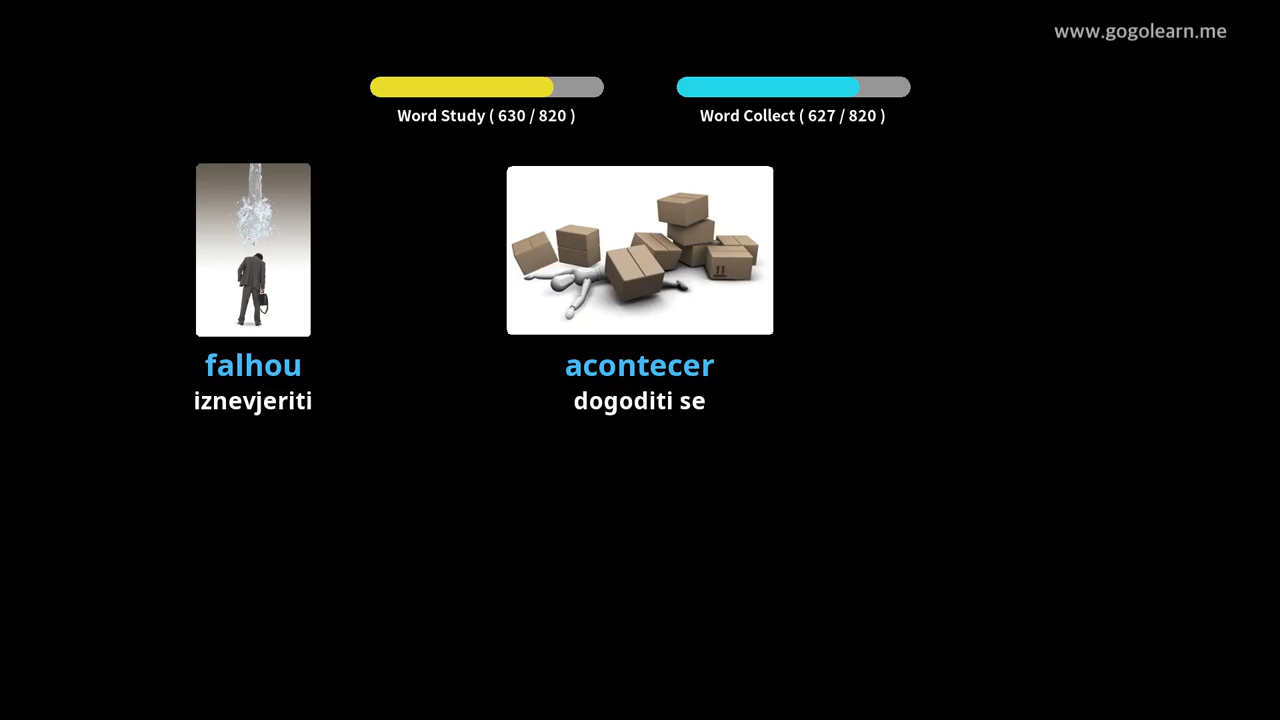 www.gogolearn.me
Word Study ( 630 / 820 )
Word Collect ( 627 / 820 )
falhou
iznevjeriti
acontecer
dogoditi se